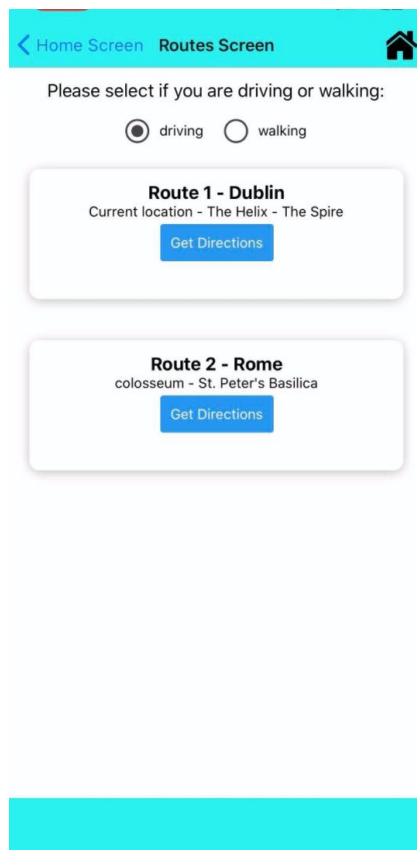 Home Screen Routes Screen
Please select if you are driving or walking:
driving walking
Route 1 - Dublin
Current location - The Helix - The Spire
Get Directions
Route 2 - Rome
colosseum - St. Peter's Basilica
Get Directions